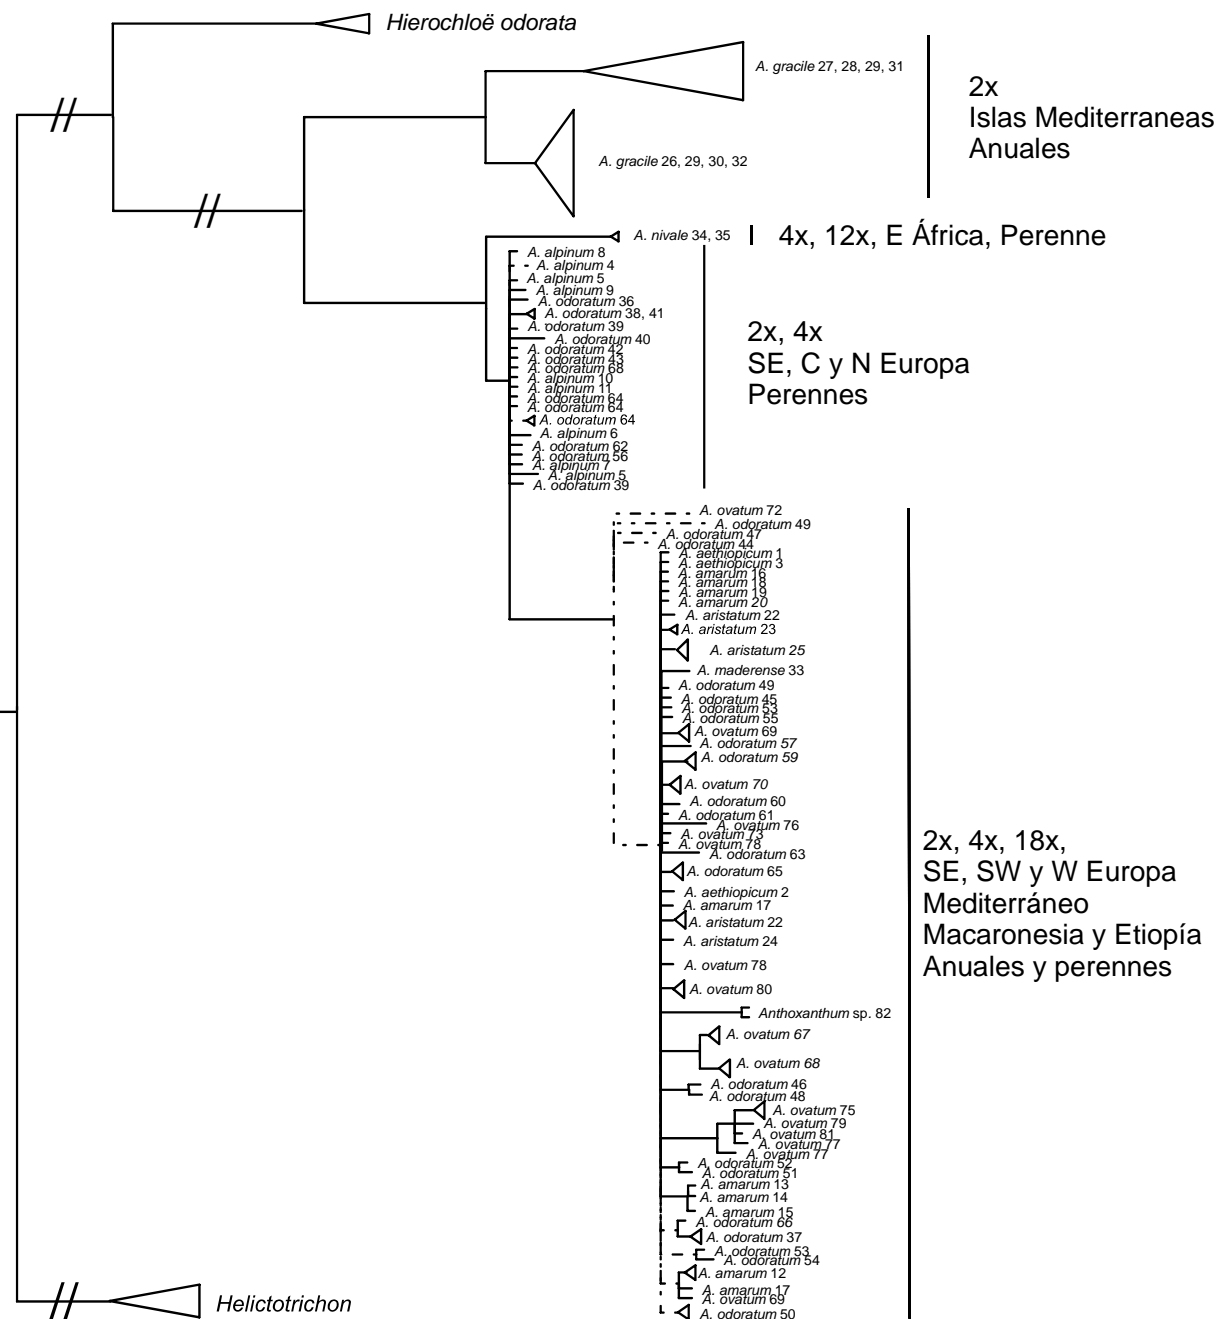 Hierochloë odorata
A. gracile 27, 28, 29, 31
2x
Islas Mediterraneas
Anuales
A. gracile 26, 29, 30, 32
A. nivale 34, 35
4x, 12x, E África, Perenne
A. alpinum 8
A. alpinum 4
A. alpinum 5
A. alpinum 9
A. odoratum 36
A. odoratum 38, 41
A. odoratum 39
A. odoratum 40
A. odoratum 42
A. odoratum 43
A. odoratum 68
A. alpinum 10
A. alpinum 11
A. odoratum 64
A. odoratum 64
A. odoratum 64
A. alpinum 6
A. odoratum 62
A. odoratum 56
A. alpinum 7
A. alpinum 5
A. odoratum 39
2x, 4x
SE, C y N Europa
Perennes
A. ovatum 72
A. odoratum 49
A. odoratum 47
A. odoratum 44
A. aethiopicum 1
A. aethiopicum 3
A. amarum 16
A. amarum 18
A. amarum 19
A. amarum 20
A. aristatum 22
A. aristatum 23
A. aristatum 25
A. maderense 33
A. odoratum 49
A. odoratum 45
A. odoratum 53
A. odoratum 55
A. ovatum 69
A. odoratum 57
A. odoratum 59
A. ovatum 70
A. odoratum 60
A. odoratum 61
A. ovatum 76
A. ovatum 73
A. ovatum 78
A. odoratum 63
A. odoratum 65
A. aethiopicum 2
A. amarum 17
A. aristatum 22
A. aristatum 24
A. ovatum 78
A. ovatum 80
Anthoxanthum sp. 82
A. ovatum 67
A. ovatum 68
A. odoratum 46
A. odoratum 48
A. ovatum 75
A. ovatum 79
A. ovatum 81
A. ovatum 77
A. ovatum 77
A. odoratum 52
A. odoratum 51
A. amarum 13
A. amarum 14
A. amarum 15
A. odoratum 66
A. odoratum 37
A. odoratum 53
A. odoratum 54
A. amarum 12
A. amarum 17
A. ovatum 69
A. odoratum 50
2x, 4x, 18x,
SE, SW y W Europa
Mediterráneo
Macaronesia y Etiopía
Anuales y perennes
Helictotrichon